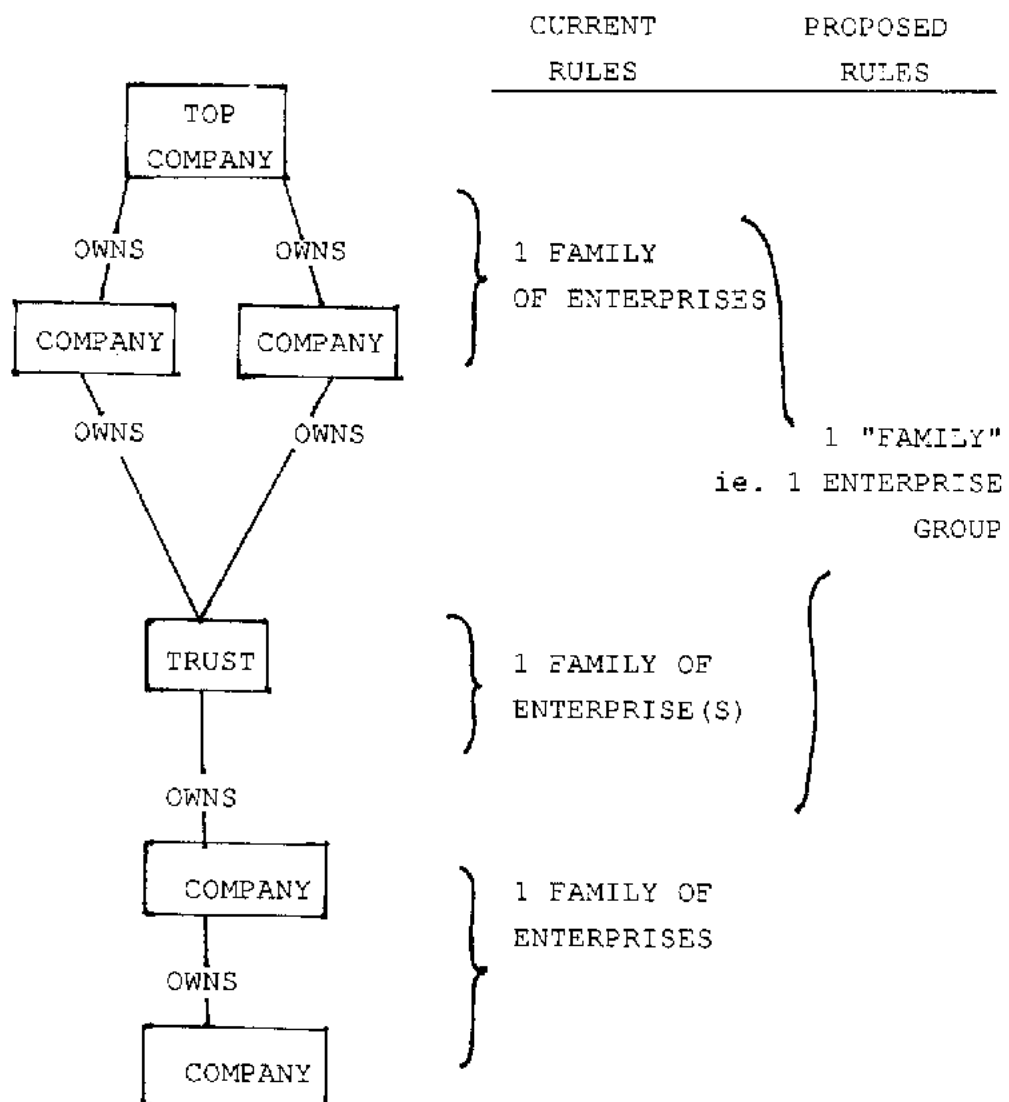 CURRENT PROPOSED
RULES RULES
TOP
COMPANY
OWNS OWNS
1 FAMILY
OF ENTERPRISES
COMPANY COMPANY
OWNS OWNS
1 "FAMILY"
ie. 1 ENTERPRISE
GROUP
TRUST
1 FAMILY OF
ENTERPRISE(S)
OWNS
COMPANY
1 FAMILY OF
ENTERPRISES
OWNS
COMPANY